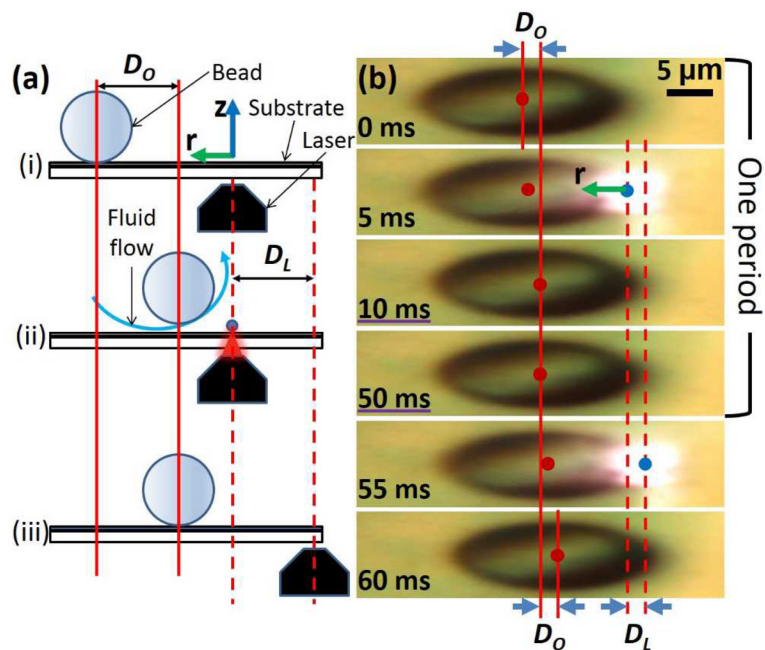 (a)
D_O
Bead
z
Substrate
r
Laser
(i)
Fluid
flow
D_L
(ii)
(iii)
(b)
D_O
5 µm
0 ms
r
5 ms
10 ms
50 ms
55 ms
60 ms
D_O
D_L
One period